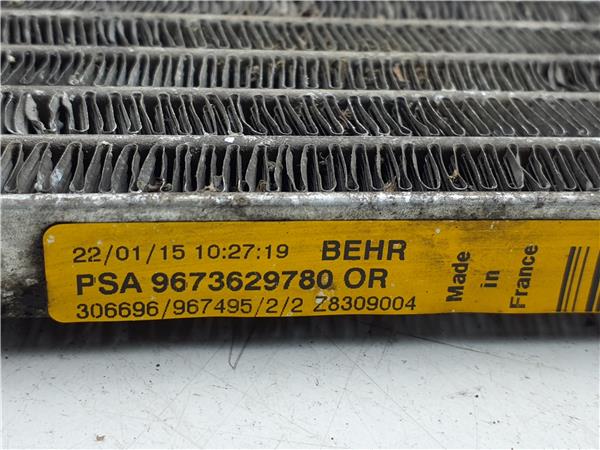 22/01/15 10:27:19 BEHR
PSA 9673629780 OR
306696/967495/2/2 Z8309004
Made
in
France